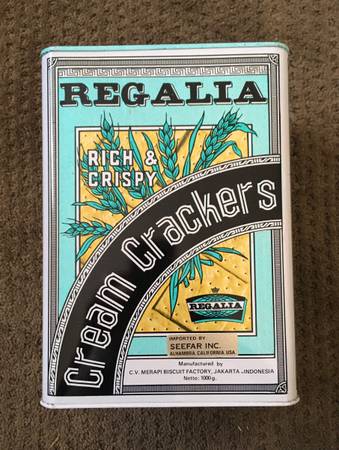 REGALIA
RICH &
CRISPY
Cream Crackers
REGALIA
IMPORTED BY
SEEFAR INC.
ALHAMBRA CALIFORNIA USA
Manufactured by
C.V. MERAPI BISCUIT FACTORY, JAKARTA-INDONESIA
Netto: 1000 g.